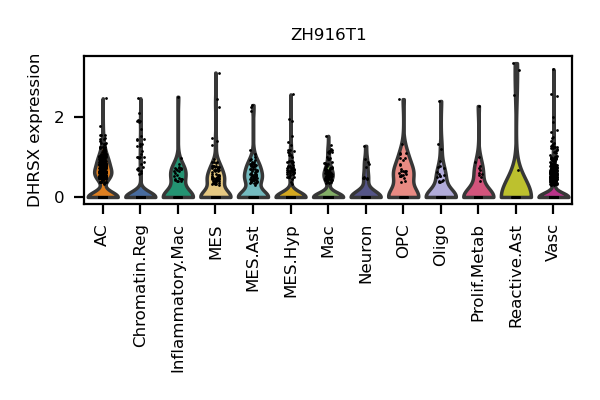 ZH916T1
DHRSX expression
2
0
AC
Chromatin.Reg
Inflammatory.Mac
MES
MES.Ast
MES.Hyp
Mac
Neuron
OPC
Oligo
Prolif.Metab
Reactive.Ast
Vasc